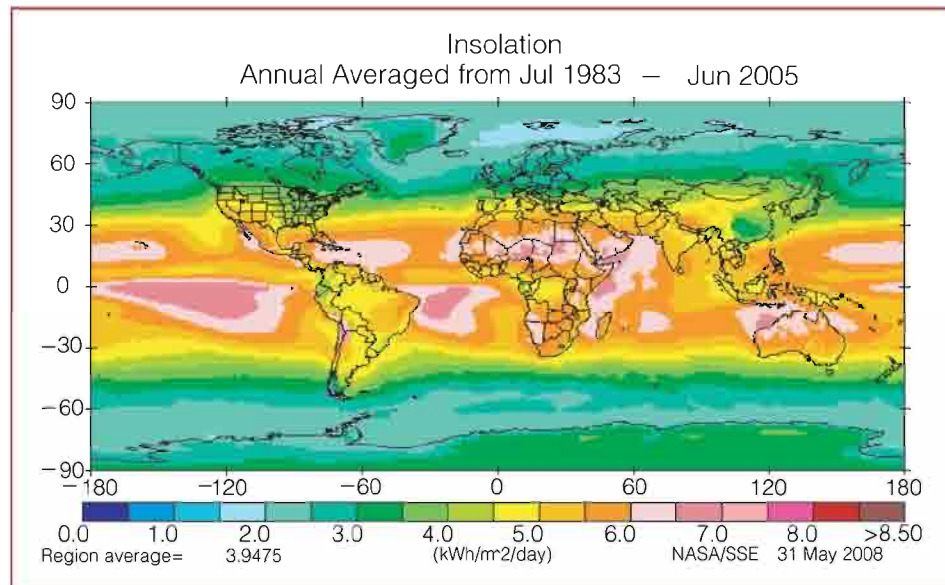 Insolation
Annual Averaged from Jul 1983 – Jun 2005
90
60
30
0
−30
−60
−90
−180 −120 −60 0 60 120 180
0.0 1.0 2.0 3.0 4.0 5.0 6.0 7.0 8.0 >8.50
Region average= 3.9475 (kWh/m^2/day) NASA/SSE 31 May 2008